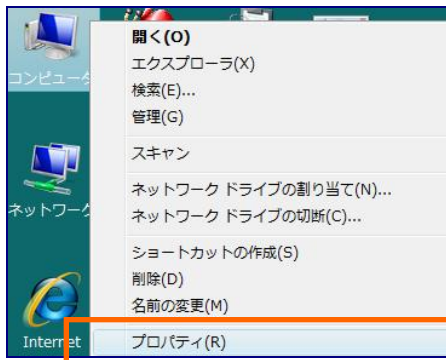 コンピュータ
ネットワーク
Internet
開く(O)
エクスプローラ(X)
検索(E)...
管理(G)
スキャン
ネットワーク ドライブの割り当て(N)...
ネットワーク ドライブの切断(C)...
ショートカットの作成(S)
削除(D)
名前の変更(M)
プロパティ(R)